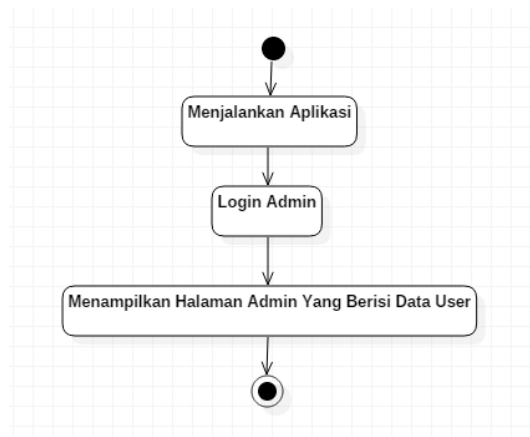 Menjalankan Aplikasi
Login Admin
Menampilkan Halaman Admin Yang Berisi Data User